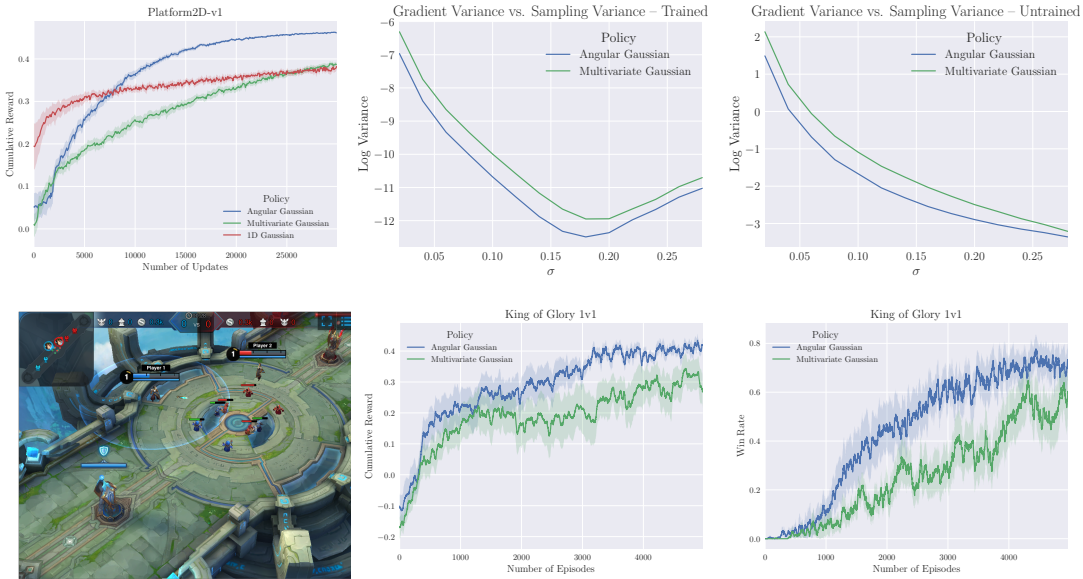 Platform2D-v1
Cumulative Reward
0.4
0.3
0.2
0.1
0.0
Policy
Angular Gaussian
Multivariate Gaussian
1D Gaussian
0 5000 10000 15000 20000 25000
Number of Updates
Gradient Variance vs. Sampling Variance – Trained
Log Variance
−6
−7
−8
−9
−10
−11
−12
Policy
Angular Gaussian
Multivariate Gaussian
0.05 0.10 0.15 0.20 0.25
σ
Gradient Variance vs. Sampling Variance – Untrained
Log Variance
2
1
0
−1
−2
−3
Policy
Angular Gaussian
Multivariate Gaussian
0.05 0.10 0.15 0.20 0.25
σ
VS
Player 2
1
Player 1
1
King of Glory 1v1
Cumulative Reward
0.4
0.3
0.2
0.1
0.0
−0.1
−0.2
Policy
Angular Gaussian
Multivariate Gaussian
0 1000 2000 3000 4000
Number of Episodes
King of Glory 1v1
Win Rate
0.8
0.6
0.4
0.2
0.0
Policy
Angular Gaussian
Multivariate Gaussian
0 1000 2000 3000 4000
Number of Episodes